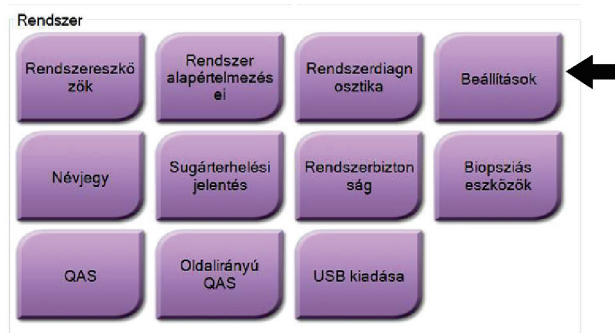 Rendszer
Rendszereszkö
zök
Rendszer
alapértelmezés
ei
Rendszerdiagn
osztika
Beállítások
Névjegy
Sugárterhelési
jelentés
Rendszerbizton
ság
Biopsziás
eszközök
QAS
Oldalirányú
QAS
USB kiadása